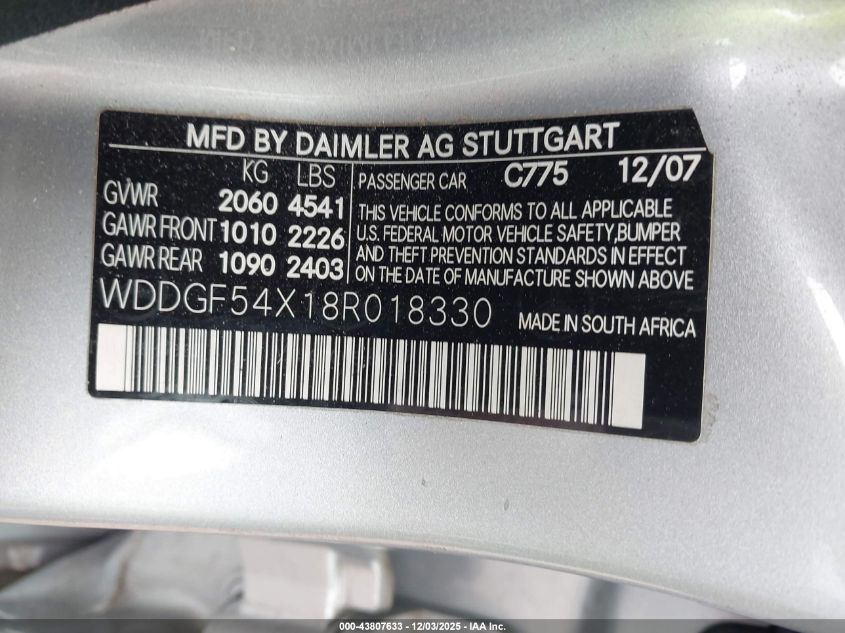 MFD BY DAIMLER AG STUTTGART
KG LBS
GVWR 2060 4541
GAWR FRONT 1010 2226
GAWR REAR 1090 2403
PASSENGER CAR C775 12/07
THIS VEHICLE CONFORMS TO ALL APPLICABLE
U.S. FEDERAL MOTOR VEHICLE SAFETY,BUMPER
AND THEFT PREVENTION STANDARDS IN EFFECT
ON THE DATE OF MANUFACTURE SHOWN ABOVE.
WDDGF54X18R018330
MADE IN SOUTH AFRICA
000-43807633 - 12/03/2025 - IAA Inc.